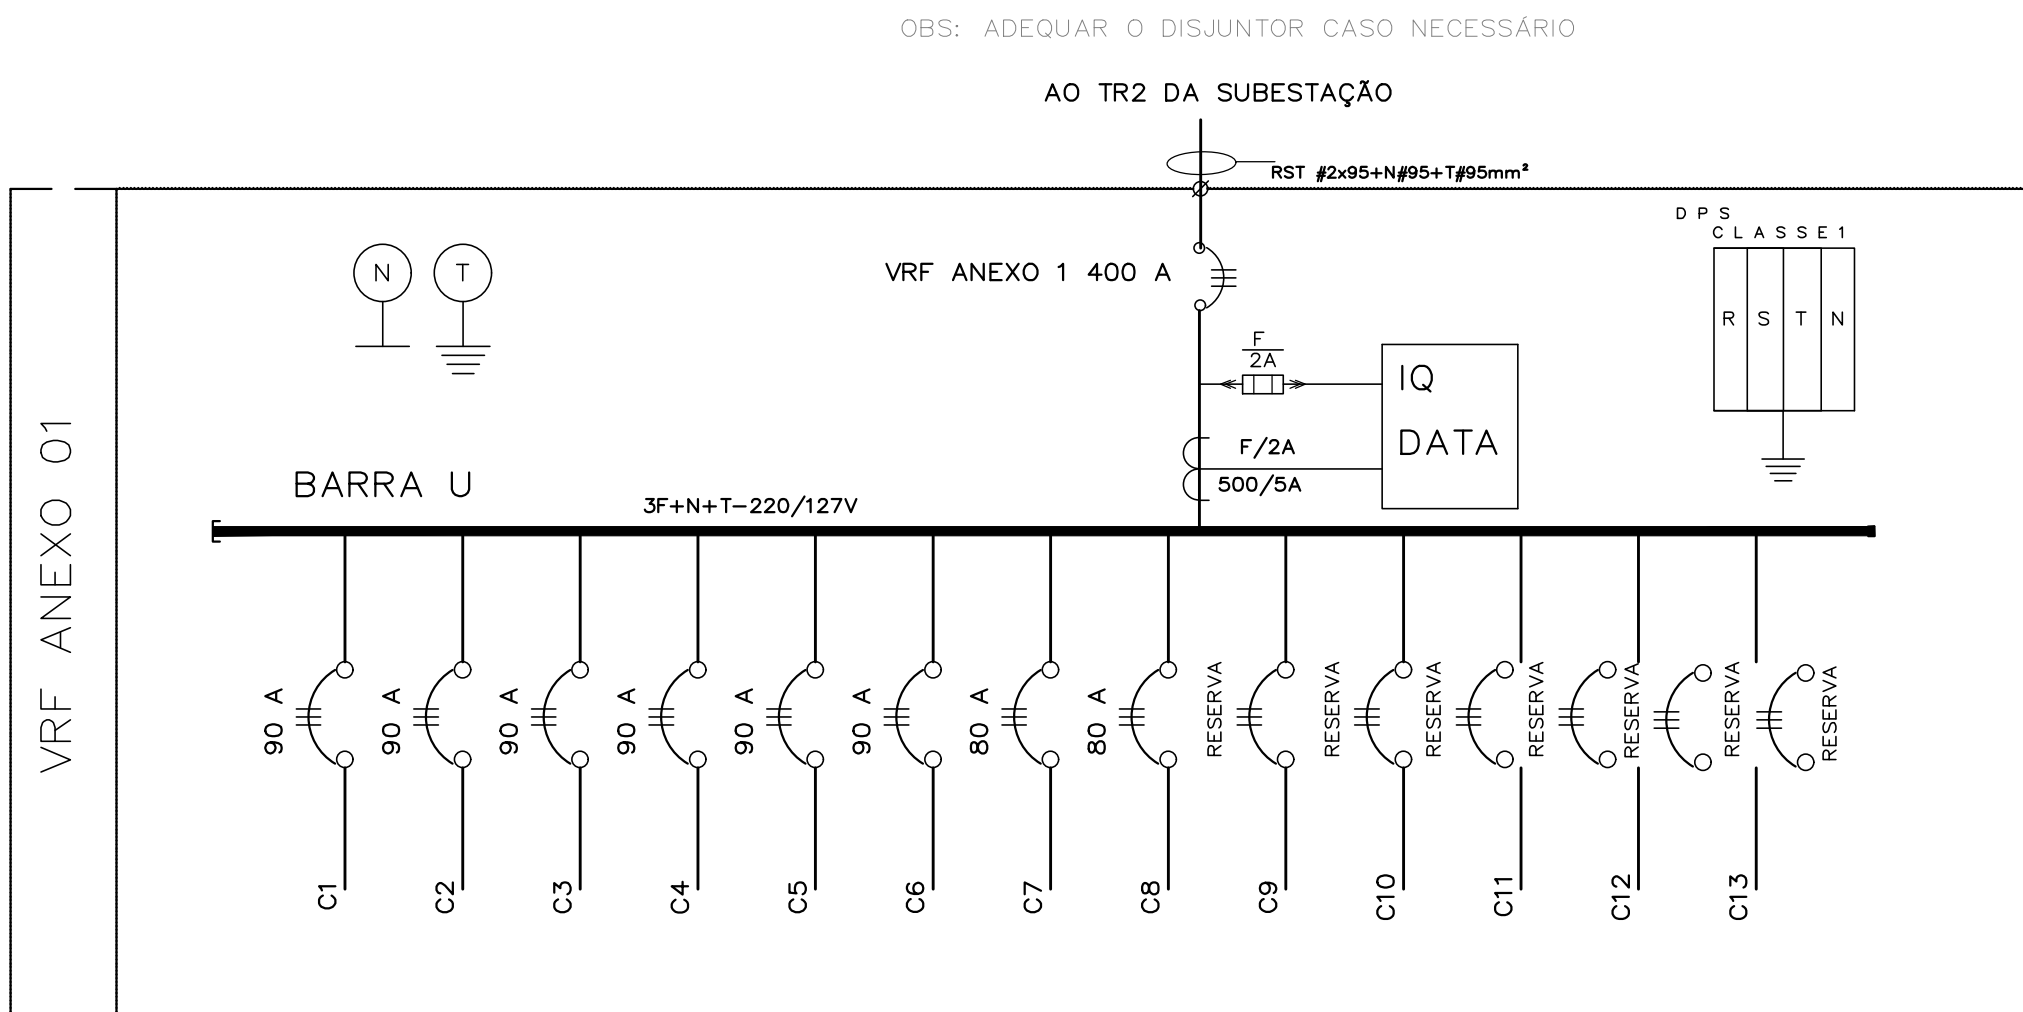 OBS: ADEQUAR O DISJUNTOR CASO NECESSÁRIO
AO TR2 DA SUBESTAÇÃO
RST #2x95+N#95+T#95mm²
DPS
CLASSE1
N
T
VRF ANEXO 1 400 A
R
S
T
N
F
2A
IQ
DATA
F/2A
500/5A
BARRA U
3F+N+T-220/127V
VRF ANEXO 01
90 A
90 A
90 A
90 A
90 A
90 A
80 A
80 A
RESERVA
RESERVA
RESERVA
RESERVA
RESERVA
RESERVA
RESERVA
C1
C2
C3
C4
C5
C6
C7
C8
C9
C10
C11
C12
C13